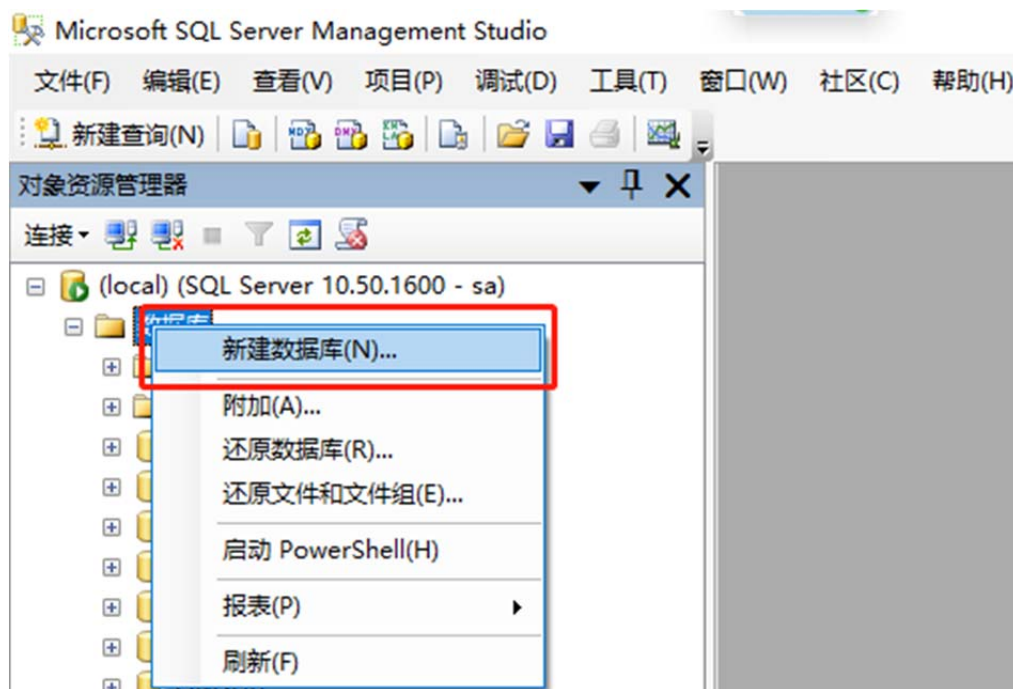 Microsoft SQL Server Management Studio
文件(F) 编辑(E) 查看(V) 项目(P) 调试(D) 工具(T) 窗口(W) 社区(C) 帮助(H)
新建查询(N)
对象资源管理器
连接
(local) (SQL Server 10.50.1600 - sa)
数据库
新建数据库(N)...
附加(A)...
还原数据库(R)...
还原文件和文件组(E)...
启动 PowerShell(H)
报表(P)
刷新(F)